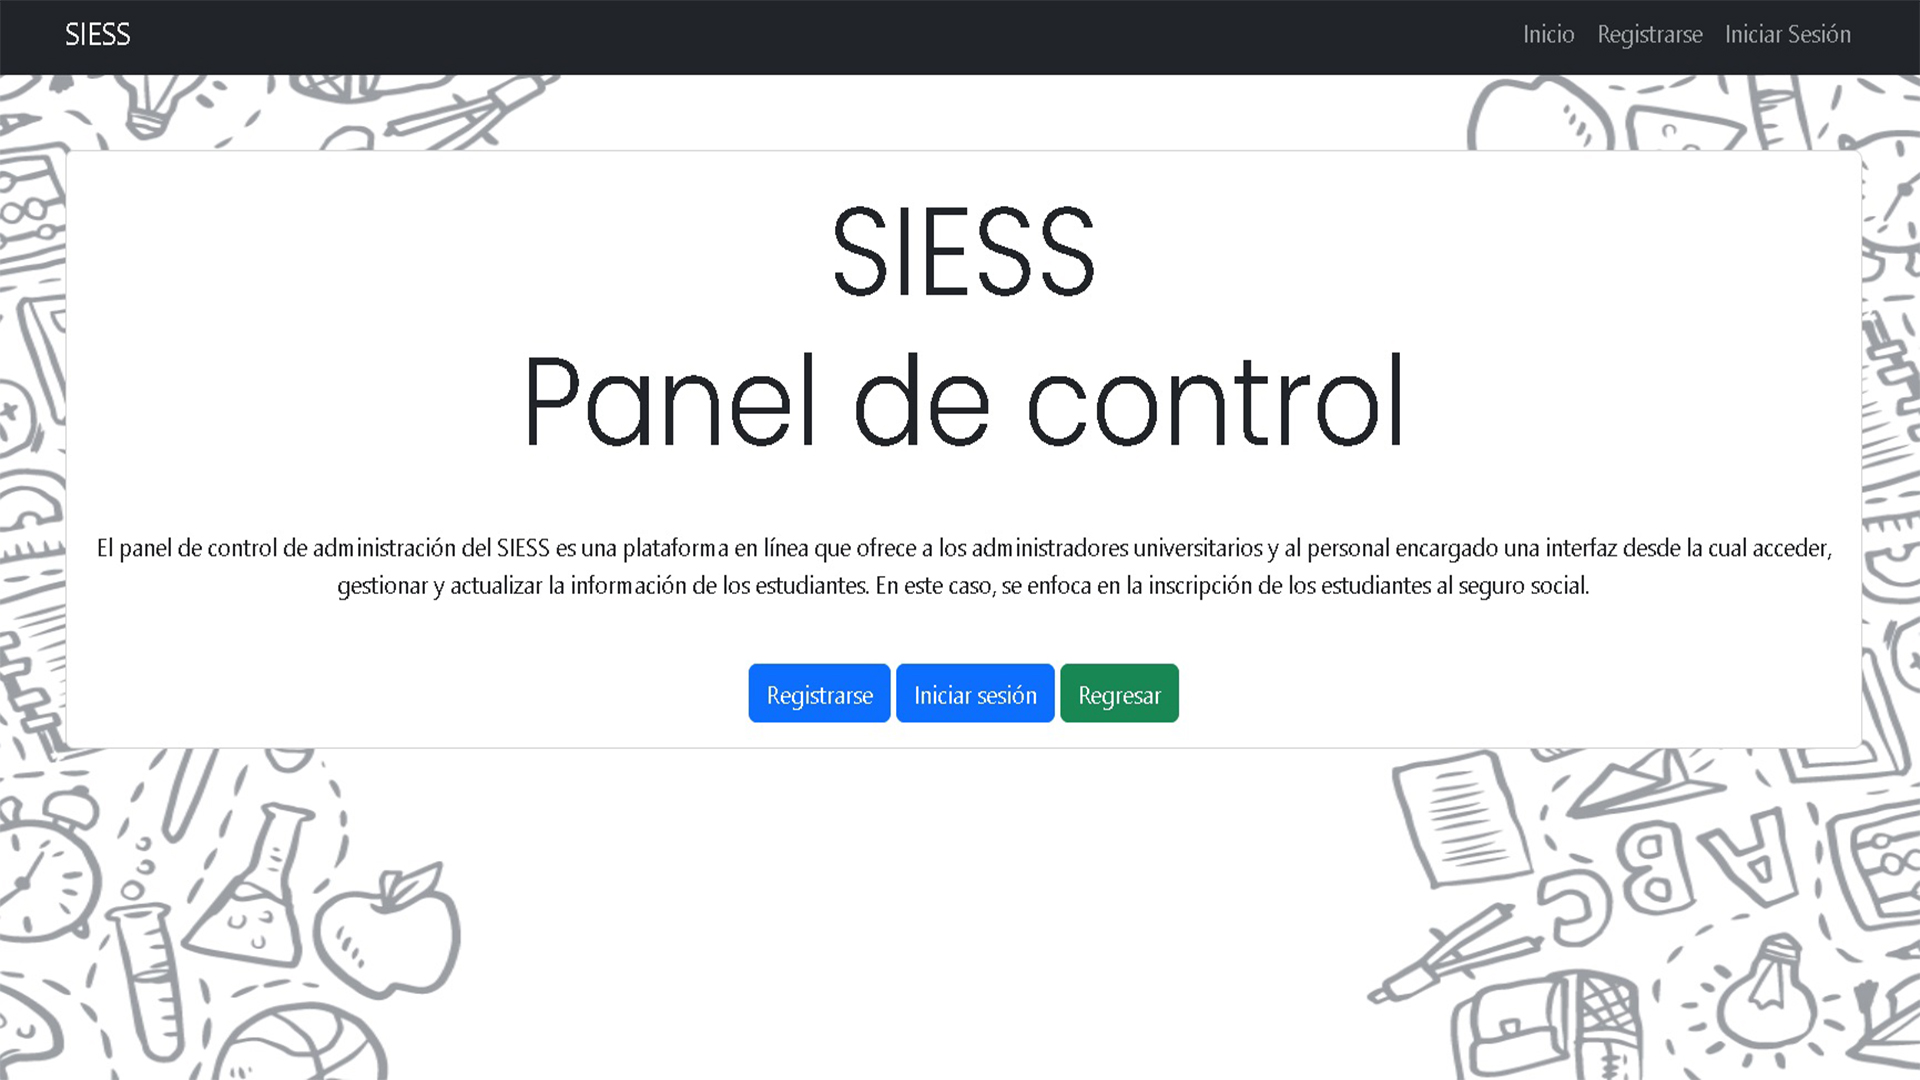 SIESS
Inicio Registrarse Iniciar Sesión
SIESS
Panel de control
El panel de control de administración del SIESS es una plataforma en línea que ofrece a los administradores universitarios y al personal encargado una interfaz desde la cual acceder,
gestionar y actualizar la información de los estudiantes. En este caso, se enfoca en la inscripción de los estudiantes al seguro social.
Registrarse Iniciar sesión Regresar
A
B
C